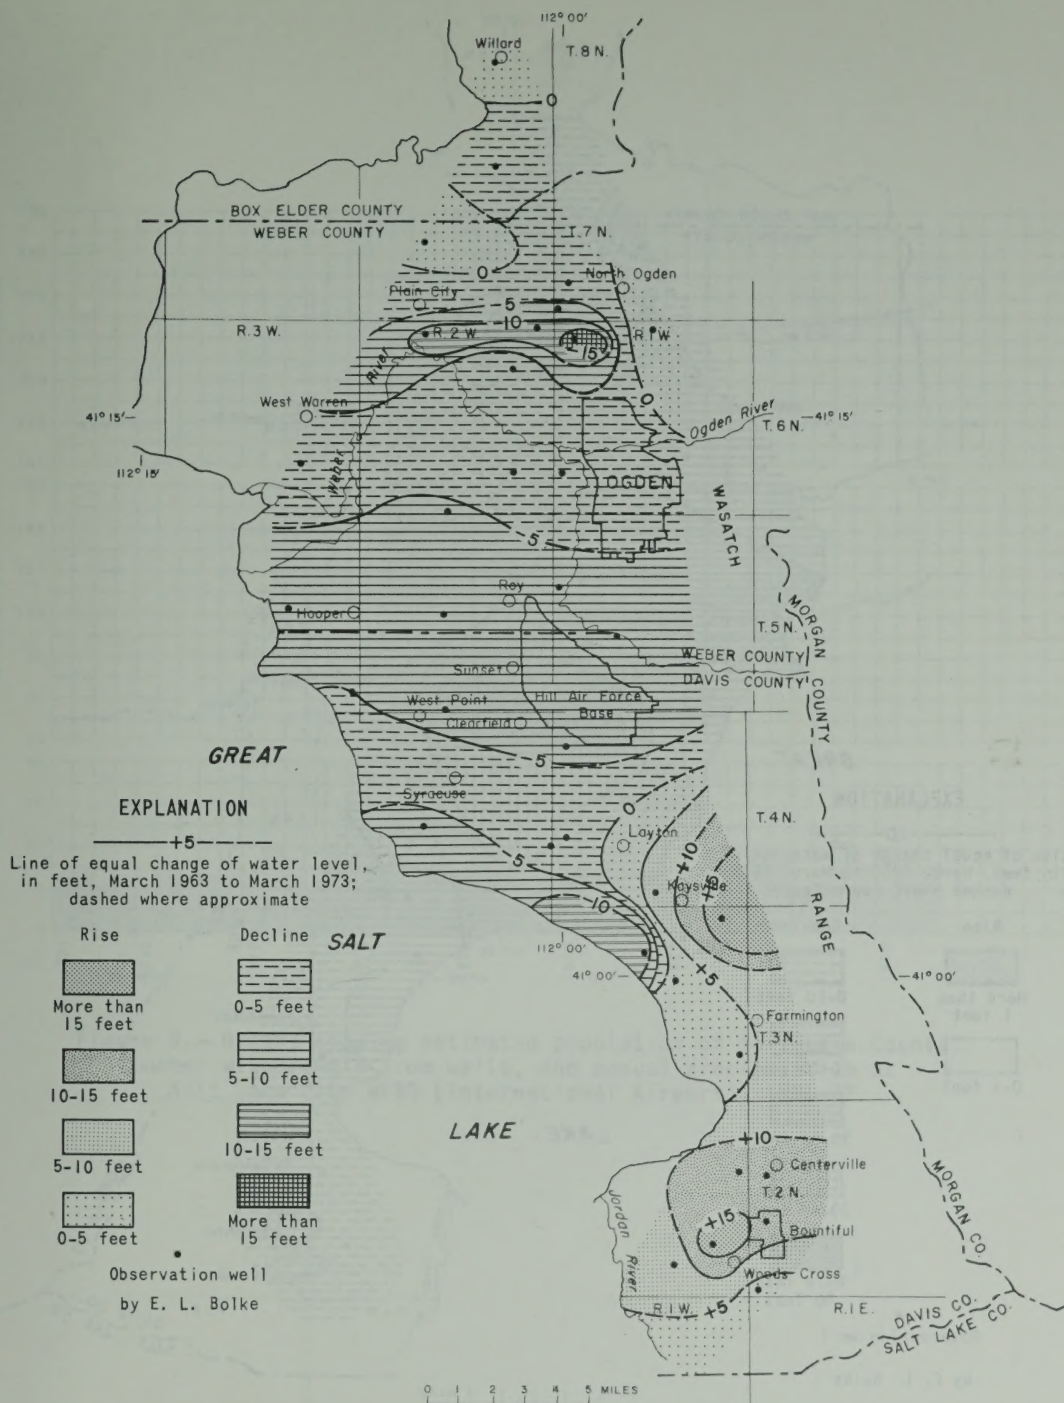 112° 00'
Willard
T. 8 N.
0
BOX ELDER COUNTY
WEBER COUNTY
T. 7 N.
0
North Ogden
Plain City
-5
-10
R. 3 W.
R. 2 W.
R. 1 W.
-15
River
West Warren
0
41° 15'
Ogden River
T. 6 N.
41° 15'
112° 15'
Weber
OGDEN
WASATCH
-5
Roy
Hooper
MORGAN COUNTY
T. 5 N.
WEBER COUNTY
DAVIS COUNTY
Sunset
West Point
Hill Air Force
Base
Clearfield
GREAT
-5
Syracuse
0
EXPLANATION
+5
Line of equal change of water level,
in feet, March 1963 to March 1973;
dashed where approximate
T. 4 N.
Layton
+10
-5
Kaysville
+15
RANGE
-10
Rise
Decline
SALT
112° 00'
41° 00'
+5
41° 00'
More than
15 feet
0-5 feet
Farmington
T. 3 N.
10-15 feet
5-10 feet
LAKE
+10
5-10 feet
10-15 feet
Centerville
T. 2 N.
MORGAN CO.
Jordan River
+15
Bountiful
0-5 feet
More than
15 feet
Woods Cross
Observation well
by E. L. Bolke
R. 1 W.
+5
R. 1 E.
DAVIS CO.
SALT LAKE CO.
0 1 2 3 4 5 MILES